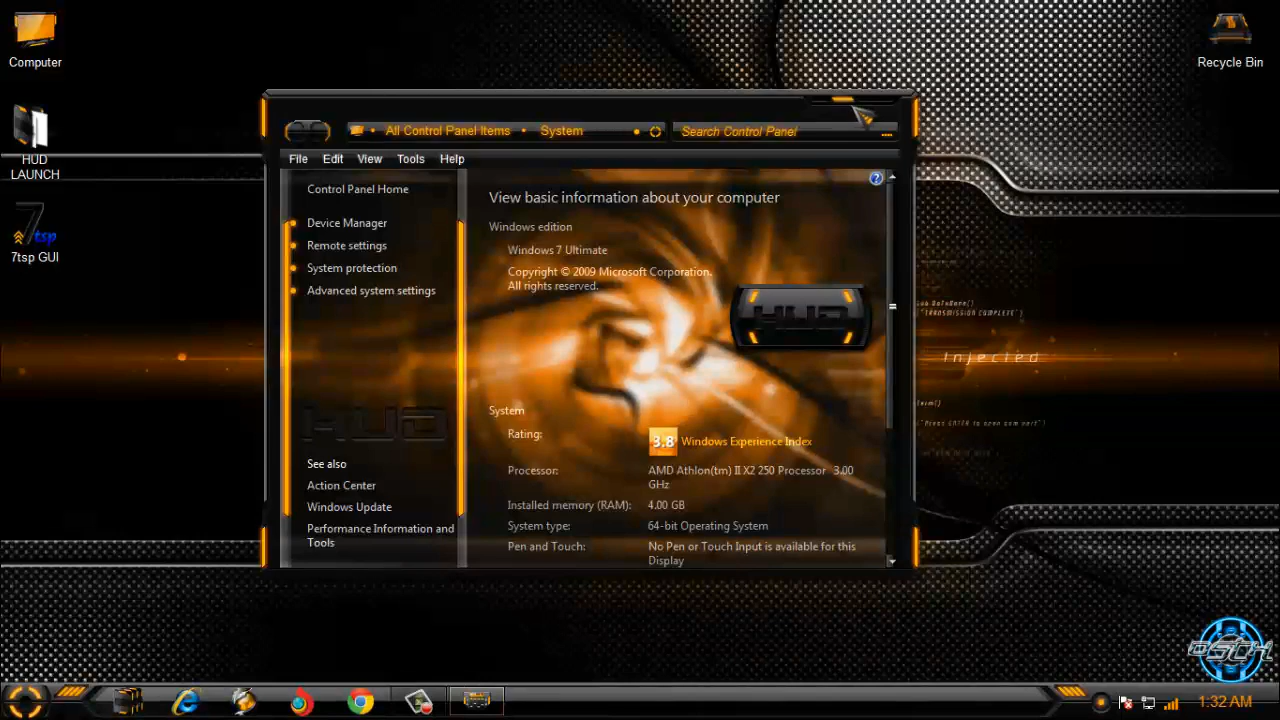 Computer
Recycle Bin
HUD
LAUNCH
7tsp GUI
All Control Panel Items • System
Search Control Panel
File Edit View Tools Help
Control Panel Home
Device Manager
Remote settings
System protection
Advanced system settings
HUD
See also
Action Center
Windows Update
Performance Information and
Tools
View basic information about your computer
Windows edition
Windows 7 Ultimate
Copyright © 2009 Microsoft Corporation.
All rights reserved.
HUD
System
Rating:
3.8 Windows Experience Index
Processor:
AMD Athlon(tm) II X2 250 Processor 3.00
GHz
Installed memory (RAM):
4.00 GB
System type:
64-bit Operating System
Pen and Touch:
No Pen or Touch Input is available for this
Display
Injected
1:32 AM